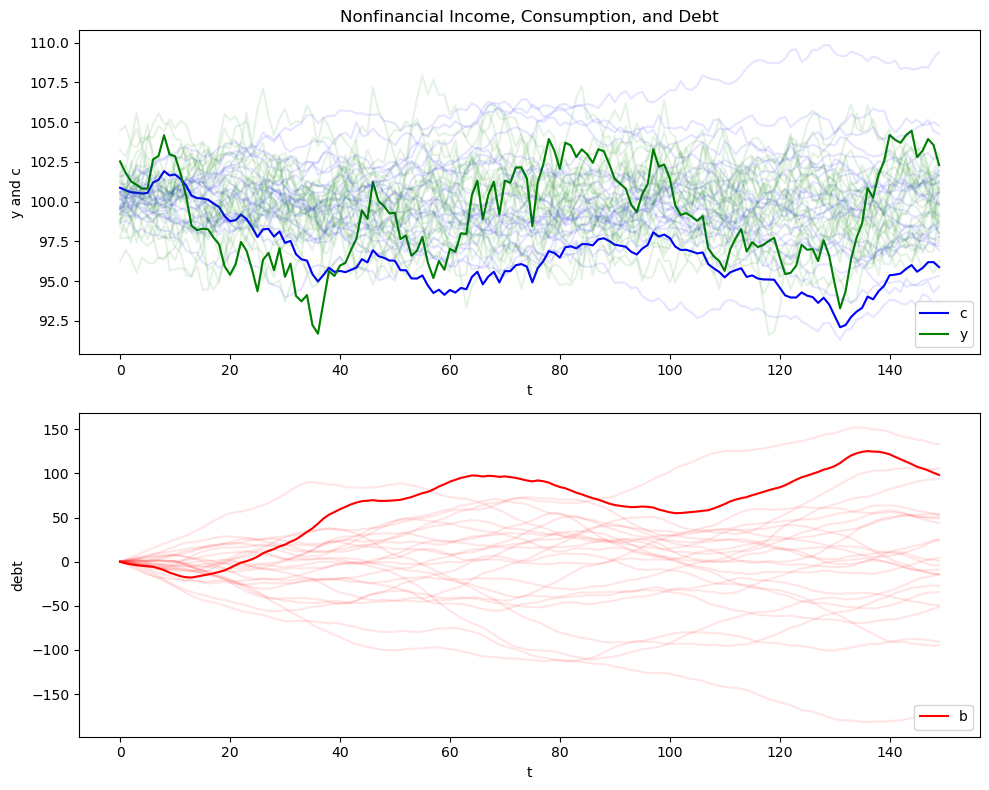 Nonfinancial Income, Consumption, and Debt
110.0
107.5
105.0
102.5
100.0
97.5
95.0
92.5
y and c
0 20 40 60 80 100 120 140
t
c
y
150
100
50
0
−50
−100
−150
debt
0 20 40 60 80 100 120 140
t
b